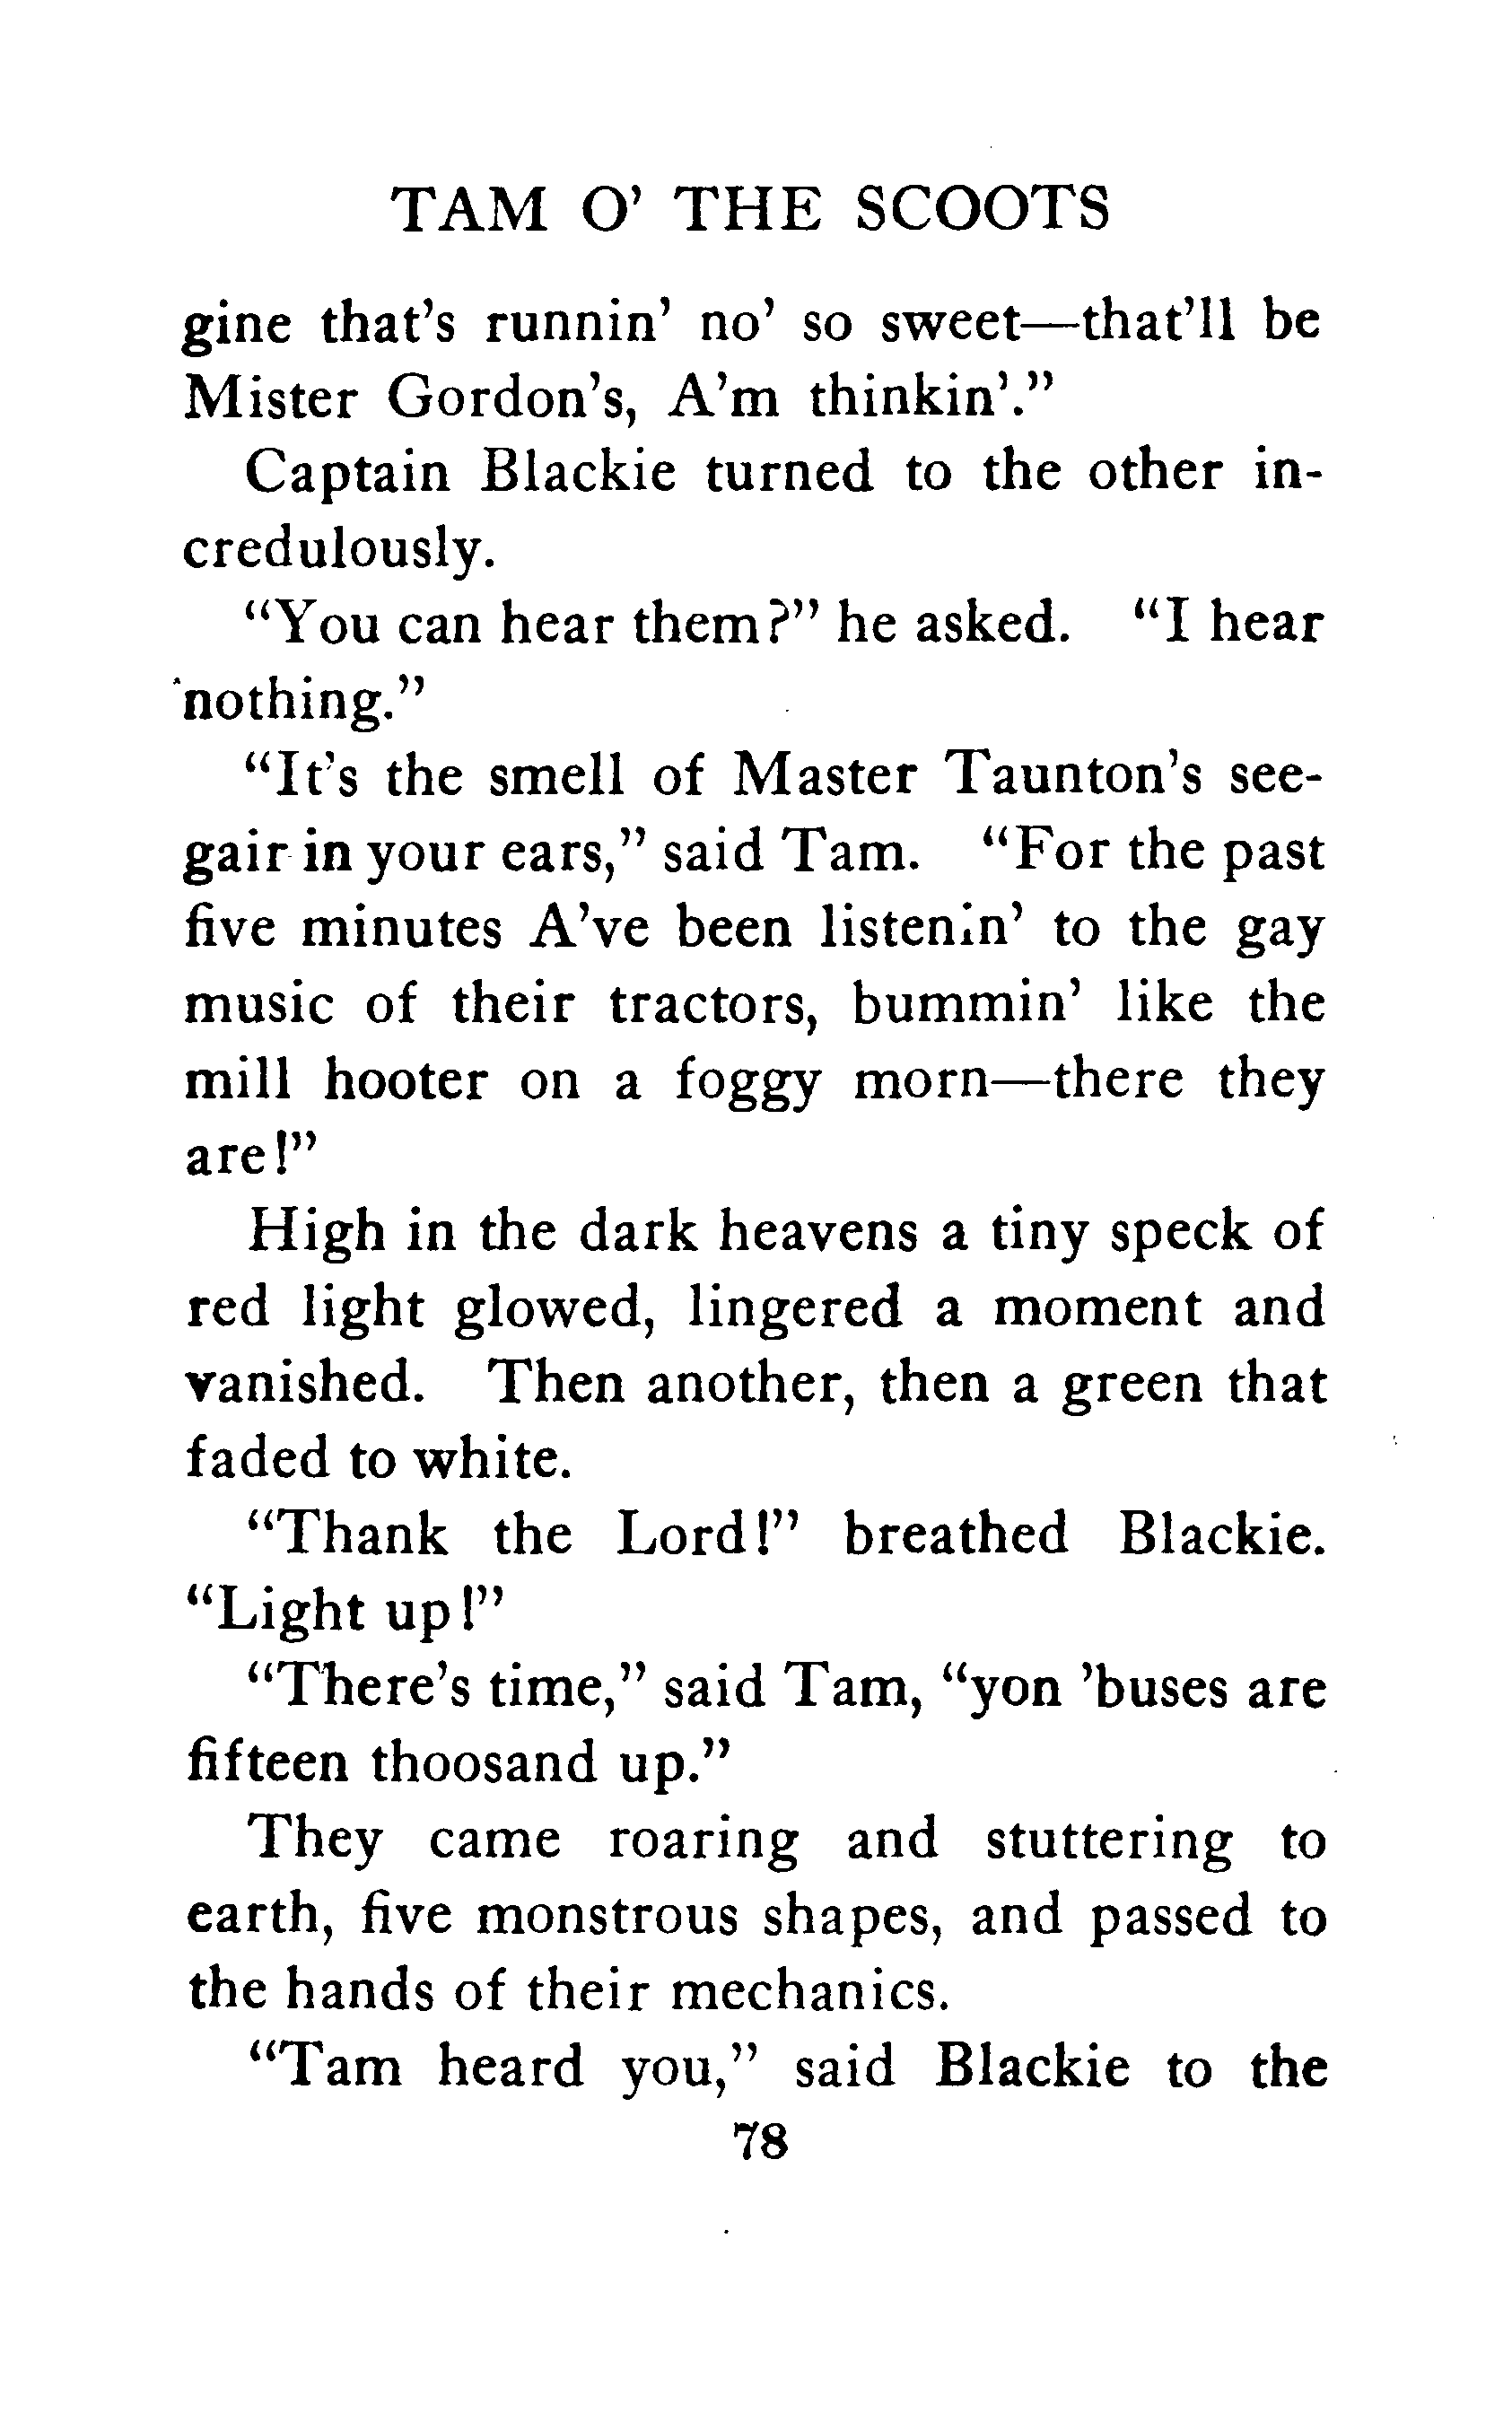 TAM O' THE SCOOTS
gine that's runnin' no' so sweet—that'll be
Mister Gordon's, A'm thinkin'."
Captain Blackie turned to the other in-
credulously.
"You can hear them?" he asked. "I hear
nothing."
"It's the smell of Master Taunton's see-
gair in your ears," said Tam. "For the past
five minutes A've been listenin' to the gay
music of their tractors, bummin' like the
mill hooter on a foggy morn—there they
are!"
High in the dark heavens a tiny speck of
red light glowed, lingered a moment and
vanished. Then another, then a green that
faded to white.
"Thank the Lord!" breathed Blackie.
"Light up!"
"There's time," said Tam, "yon 'buses are
fifteen thoosand up."
They came roaring and stuttering to
earth, five monstrous shapes, and passed to
the hands of their mechanics.
"Tam heard you," said Blackie to the
78